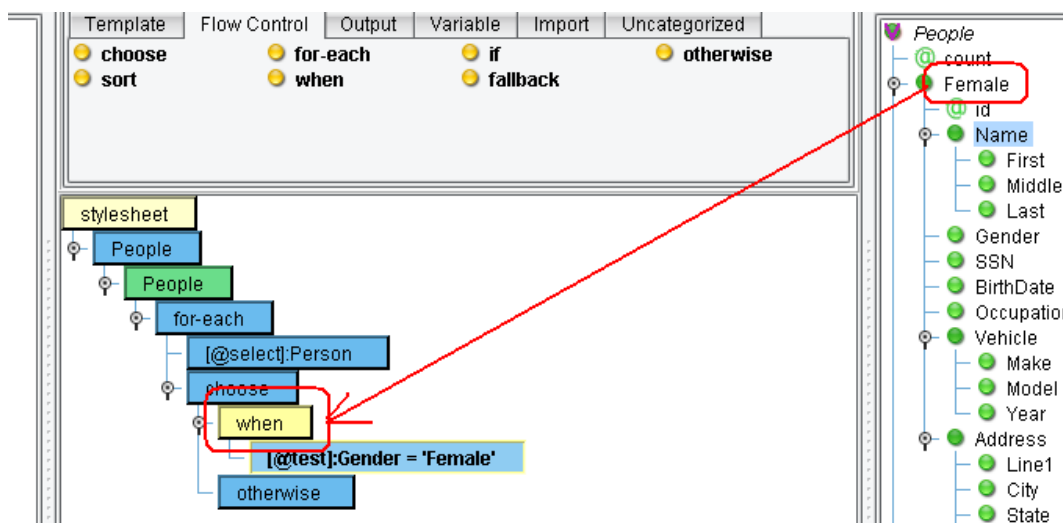 Template Flow Control Output Variable Import Uncategorized
choose for-each if otherwise
sort when fallback
stylesheet
People
People
for-each
[@select]:Person
choose
when
[@test]:Gender = 'Female'
otherwise
People
count
Female
id
Name
First
Middle
Last
Gender
SSN
BirthDate
Occupation
Vehicle
Make
Model
Year
Address
Line1
City
State